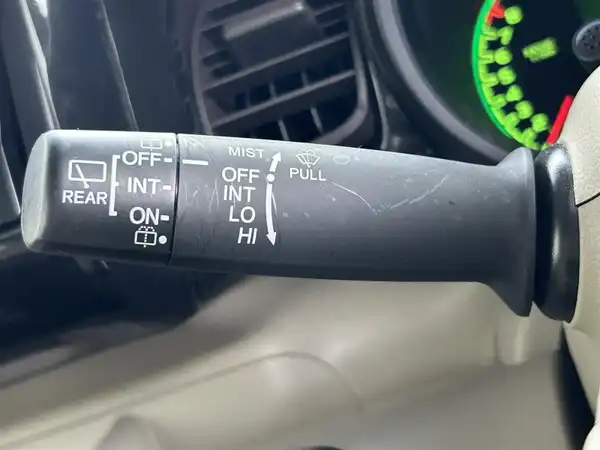 OFF
INT
REAR
ON
MIST
OFF
PULL
INT
LO
HI